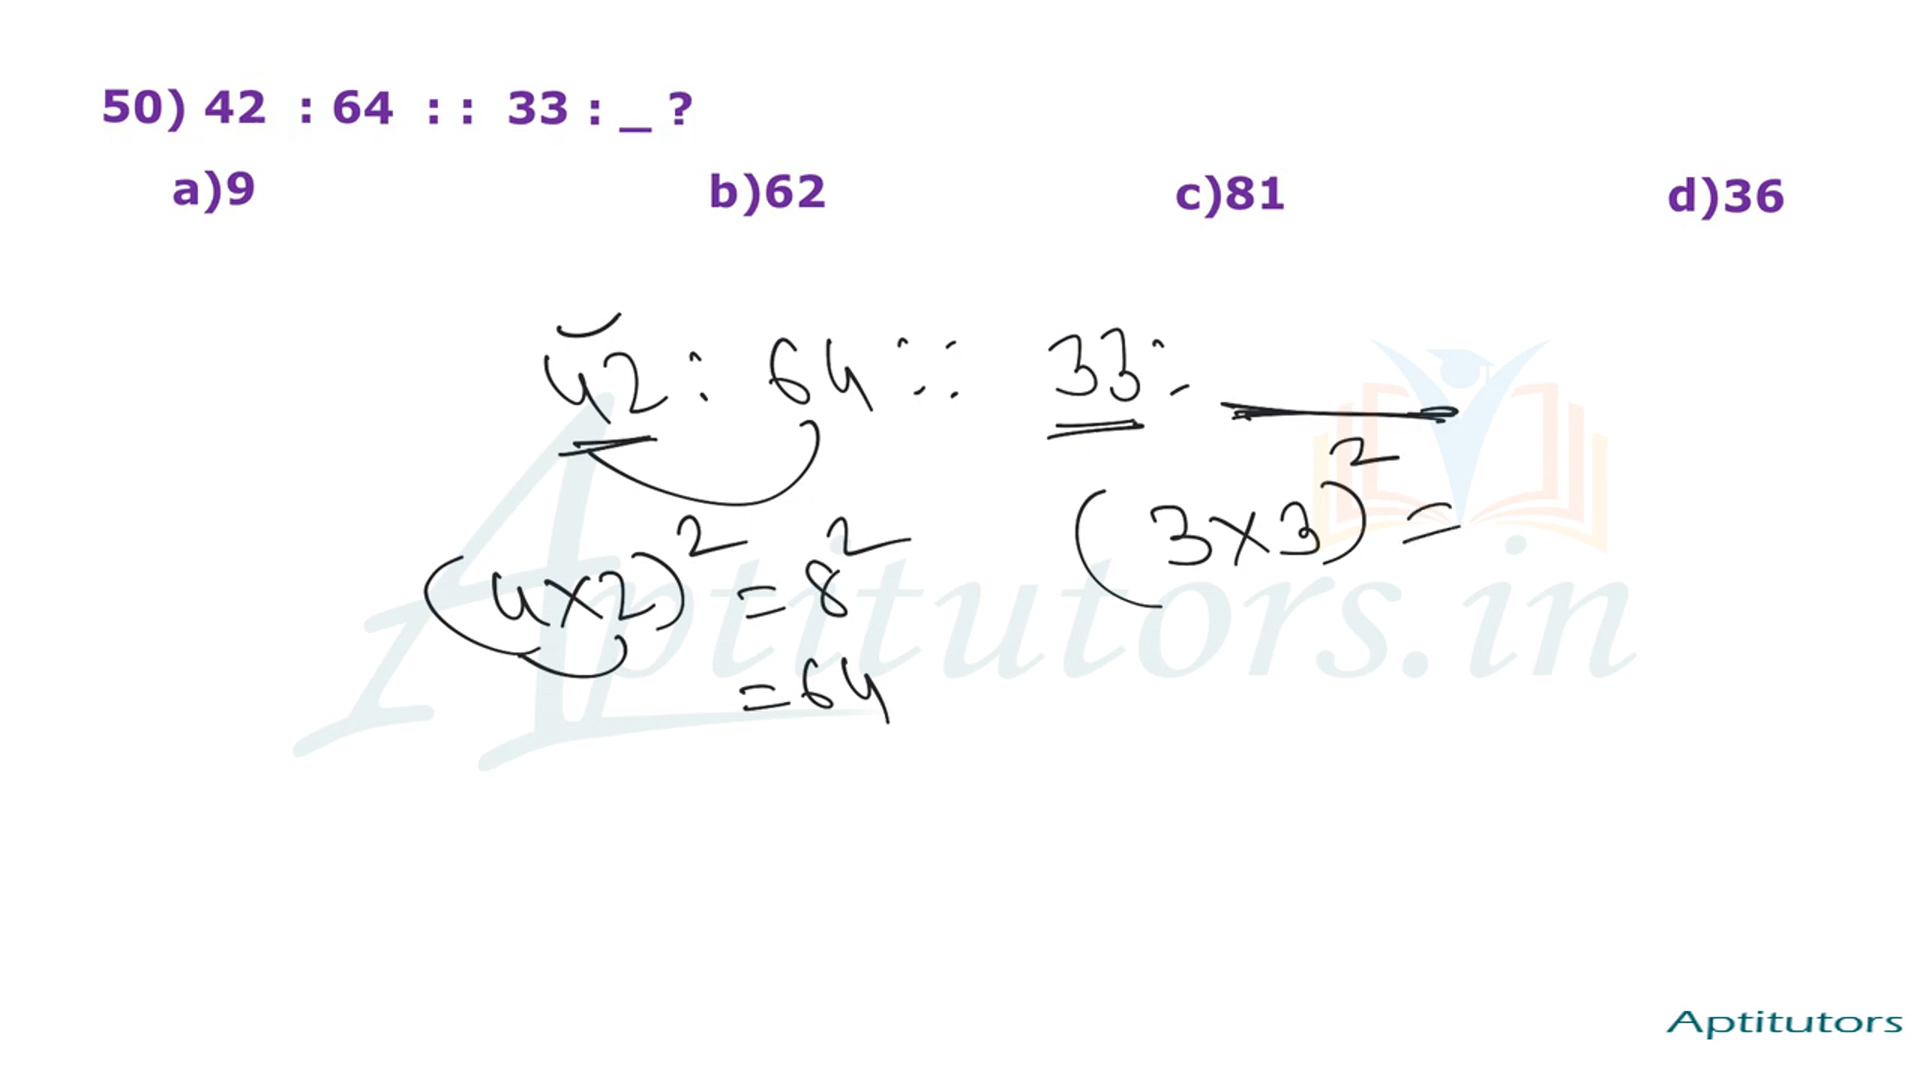 50) 42 : 64 : : 33 : _ ?
a)9 b)62 c)81 d)36
42 : 64 :: 33 : ___
(4×2)² = 8² (3×3)² =
= 64
Aptitutors.in
Aptitutors